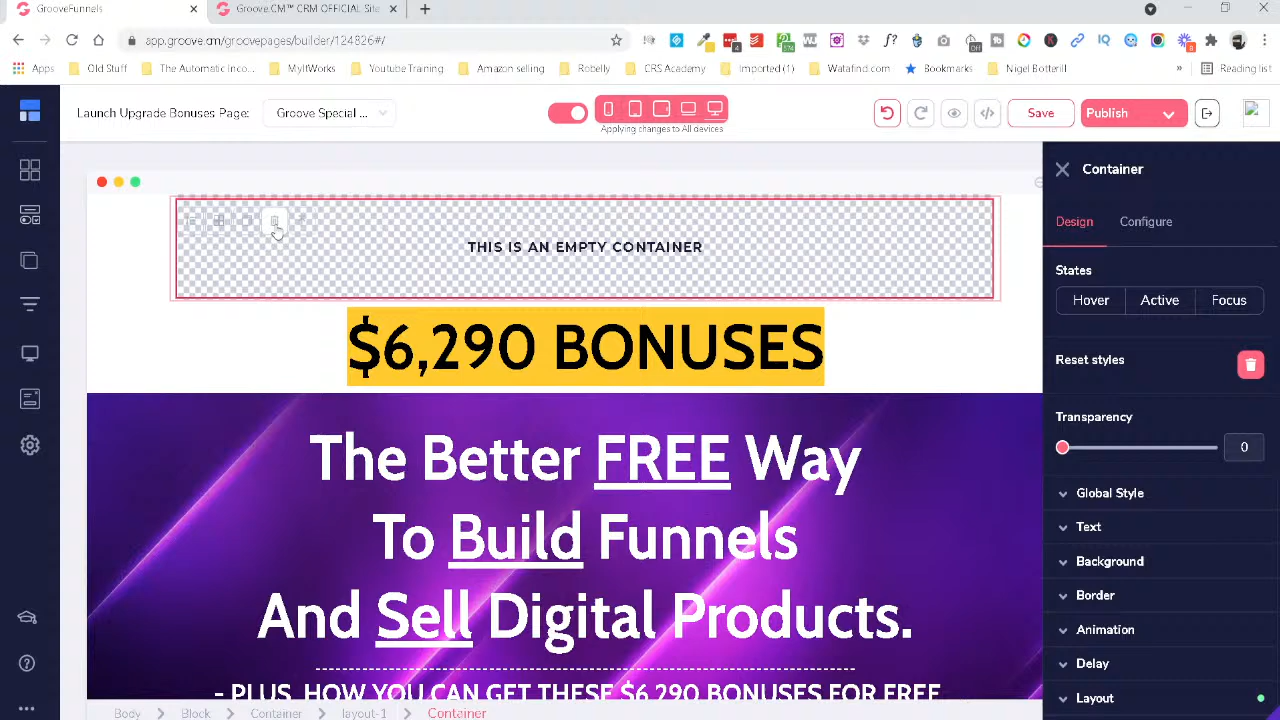 GrooveFunnels
Groove.CM™ CRM OFFICIAL Site
app.groove.cm/groovepages/builder/124826#/
Apps
Old Stuff
The Automatic Inco...
MyItWorks
Youtube Training
Amazin selling
Robelly
CRS Academy
Imported (1)
Watafind.com
Bookmarks
Nigel Botterill
»
Reading list
Launch Upgrade Bonuses Page:
Groove Special ...
Applying changes to All devices
Save
Publish
THIS IS AN EMPTY CONTAINER
$6,290 BONUSES
The Better FREE Way
To Build Funnels
And Sell Digital Products.
- PLUS, HOW YOU CAN GET THESE $6,290 BONUSES FOR FREE
Body
Block
Container
layout-1
Container
Container
Design
Configure
States
Hover
Active
Focus
Reset styles
Transparency
0
Global Style
Text
Background
Border
Animation
Delay
Layout